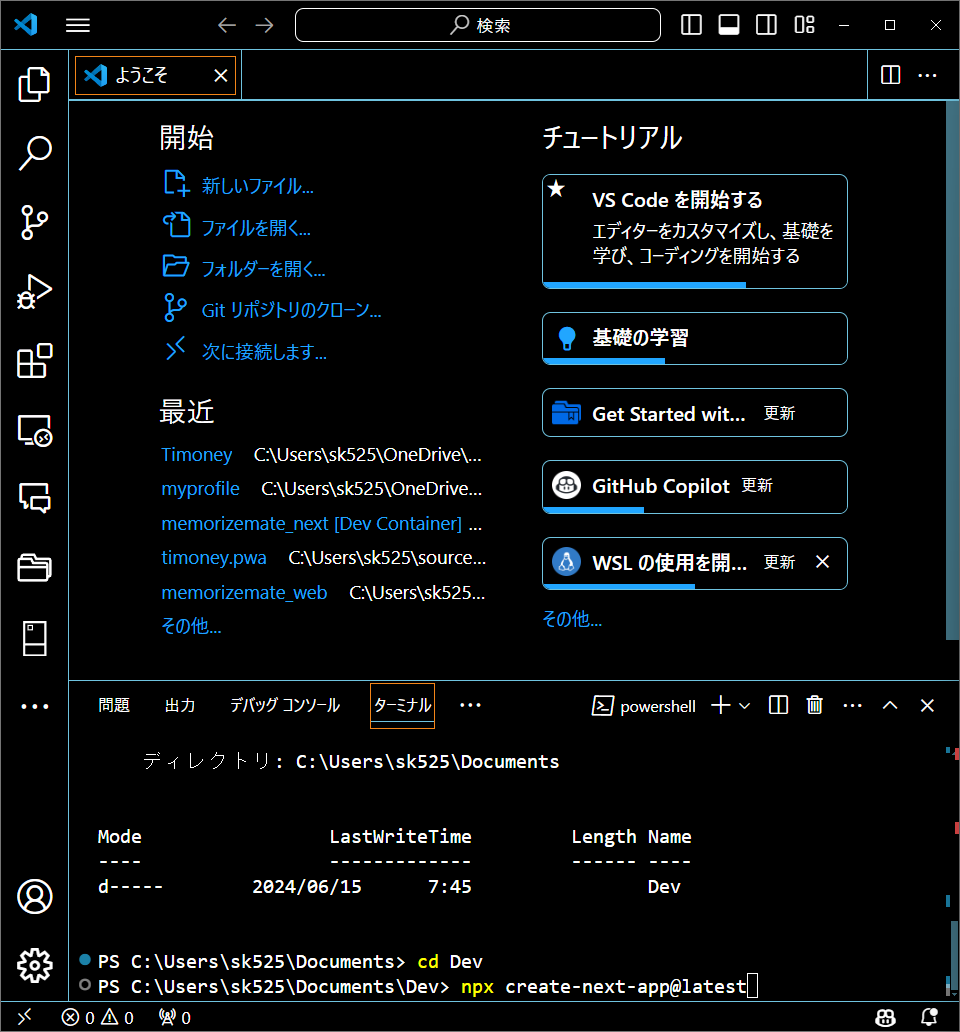 検索
ようこそ
開始
新しいファイル...
ファイルを開く...
フォルダーを開く...
Git リポジトリのクローン...
次に接続します...
最近
Timoney C:\Users\sk525\OneDrive\...
myprofile C:\Users\sk525\OneDrive...
memorizemate_next [Dev Container] ...
timoney.pwa C:\Users\sk525\source...
memorizemate_web C:\Users\sk525...
その他...
チュートリアル
VS Code を開始する
エディターをカスタマイズし、基礎を
学び、コーディングを開始する
基礎の学習
Get Started wit... 更新
GitHub Copilot 更新
WSL の使用を開... 更新
その他...
問題 出力 デバッグ コンソール ターミナル powershell
ディレクトリ: C:\Users\sk525\Documents
Mode LastWriteTime Length Name
---- ------------- ------ ----
d----- 2024/06/15 7:45 Dev
PS C:\Users\sk525\Documents> cd Dev
PS C:\Users\sk525\Documents\Dev> npx create-next-app@latest
0 0 0